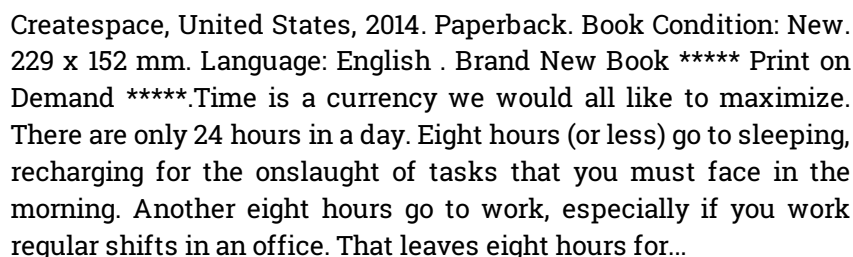 Createspace, United States, 2014. Paperback. Book Condition: New.
229 x 152 mm. Language: English . Brand New Book ***** Print on
Demand *****.Time is a currency we would all like to maximize.
There are only 24 hours in a day. Eight hours (or less) go to sleeping,
recharging for the onslaught of tasks that you must face in the
morning. Another eight hours go to work, especially if you work
regular shifts in an office. That leaves eight hours for...